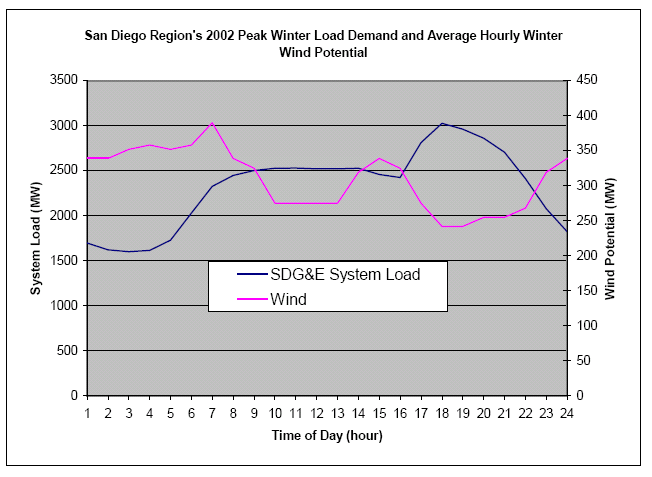 San Diego Region's 2002 Peak Winter Load Demand and Average Hourly Winter
Wind Potential
3500
3000
2500
2000
1500
1000
500
0
System Load (MW)
450
400
350
300
250
200
150
100
50
0
Wind Potential (MW)
SDG&E System Load
Wind
1 2 3 4 5 6 7 8 9 10 11 12 13 14 15 16 17 18 19 20 21 22 23 24
Time of Day (hour)